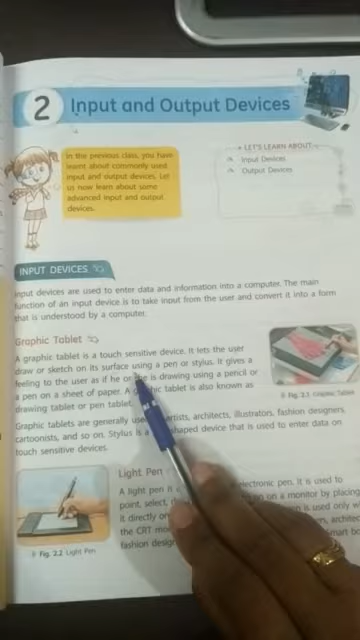 2
Input and Output Devices
In the previous class, you have
learnt about commonly used
input and output devices. Let
us now learn about some
advanced input and output
devices.
LET'S LEARN ABOUT
Input Devices
Output Devices
INPUT DEVICES
Input devices are used to enter data and information into a computer. The main
function of an input device is to take input from the user and convert it into a form
that is understood by a computer.
Graphic Tablet
A graphic tablet is a touch sensitive device. It lets the user
draw or sketch on its surface using a pen or stylus. It gives a
feeling to the user as if he or she is drawing using a pencil or
a pen on a sheet of paper. A graphic tablet is also known as
drawing tablet or pen tablet.
Fig. 2.1 Graphic Tablet
Graphic tablets are generally artists, architects, illustrators, fashion designers,
cartoonists, and so on. Stylus is a shaped device that is used to enter data on
touch sensitive devices.
Light Pen
A light pen is electronic pen. It is used to
point, select, on a monitor by placing
it directly on is used only
the CRT
fashion
Fig. 2.2 Light Pen